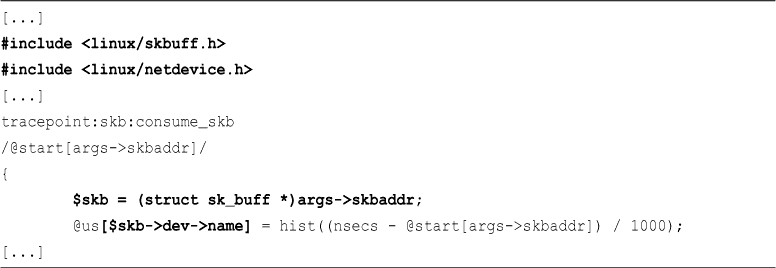 [...]
#include <linux/skbuff.h>
#include <linux/netdevice.h>
[...]
tracepoint:skb:consume_skb
/@start[args->skbaddr]/
{
        $skb = (struct sk_buff *)args->skbaddr;
        @us[$skb->dev->name] = hist((nsecs - @start[args->skbaddr]) / 1000);
[...]